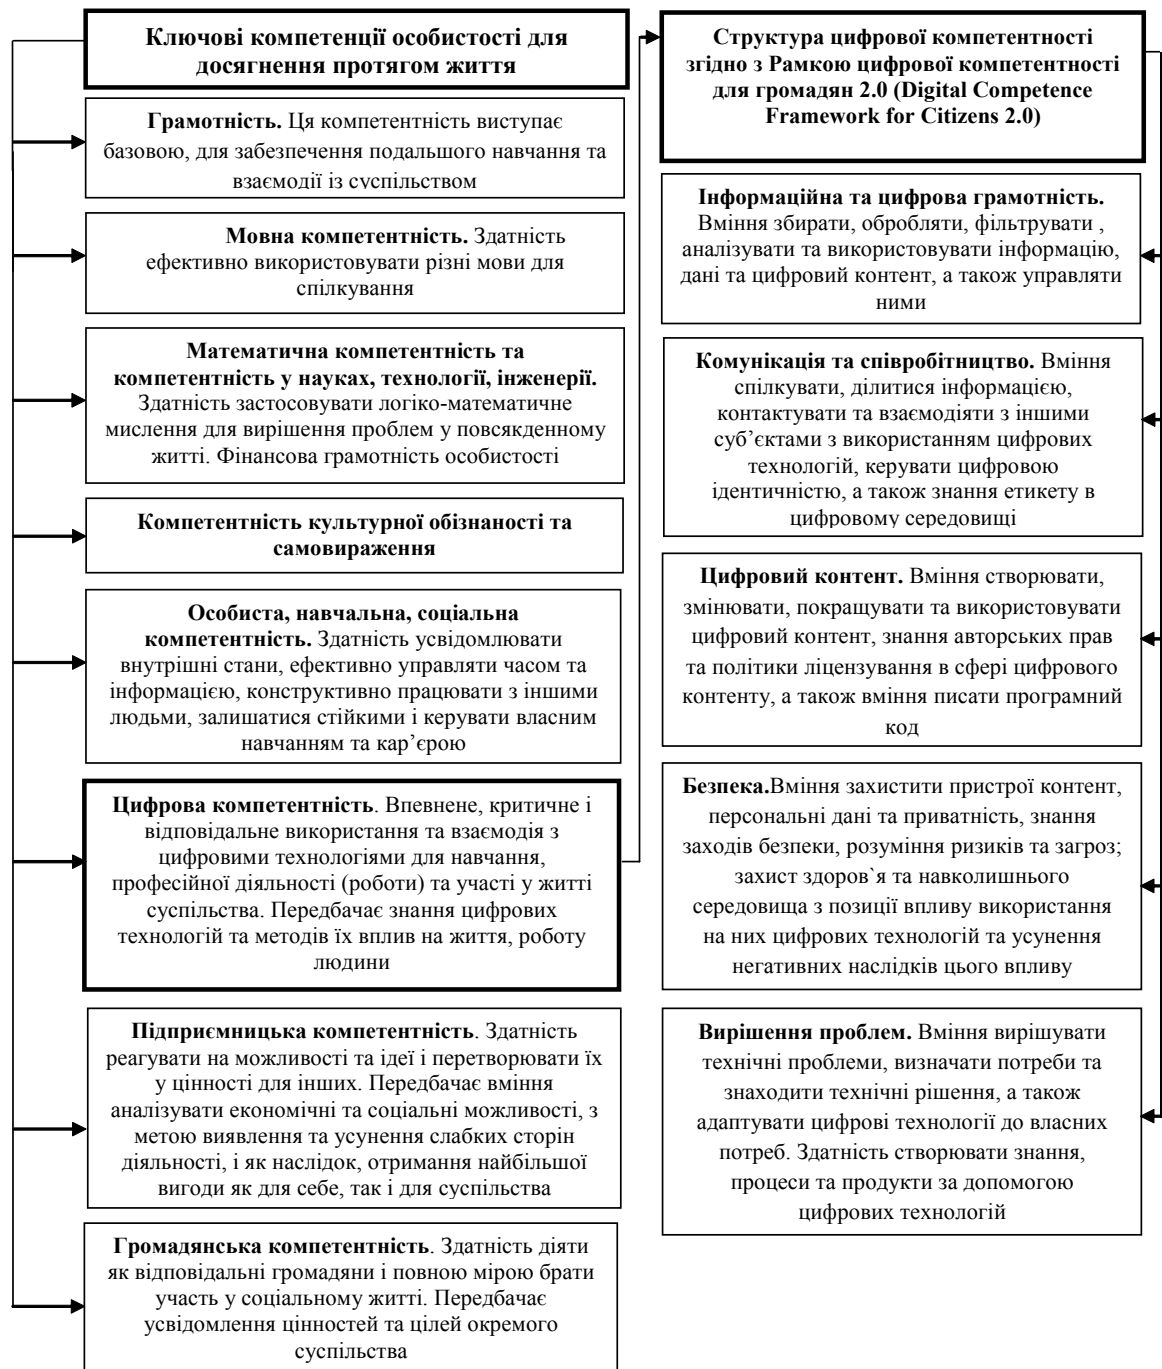 Ключові компетенції особистості для
досягнення протягом життя
Грамотність. Ця компетентність виступає
базовою, для забезпечення подальшого навчання та
взаємодії із суспільством
Мовна компетентність. Здатність
ефективно використовувати різні мови для
спілкування
Математична компетентність та
компетентність у науках, технології, інженерії.
Здатність застосовувати логіко-математичне
мислення для вирішення проблем у повсякденному
житті. Фінансова грамотність особистості
Компетентність культурної обізнаності та
самовираження
Особиста, навчальна, соціальна
компетентність. Здатність усвідомлювати
внутрішні стани, ефективно управляти часом та
інформацією, конструктивно працювати з іншими
людьми, залишатися стійкими і керувати власним
навчанням та кар’єрою
Цифрова компетентність. Впевнене, критичне і
відповідальне використання та взаємодія з
цифровими технологіями для навчання,
професійної діяльності (роботи) та участі у житті
суспільства. Передбачає знання цифрових
технологій та методів їх вплив на життя, роботу
людини
Підприємницька компетентність. Здатність
реагувати на можливості та ідеї і перетворювати їх
у цінності для інших. Передбачає вміння
аналізувати економічні та соціальні можливості, з
метою виявлення та усунення слабких сторін
діяльності, і як наслідок, отримання найбільшої
вигоди як для себе, так і для суспільства
Громадянська компетентність. Здатність діяти
як відповідальні громадяни і повною мірою брати
участь у соціальному житті. Передбачає
усвідомлення цінностей та цілей окремого
суспільства
Структура цифрової компетентності
згідно з Рамкою цифрової компетентності
для громадян 2.0 (Digital Competence
Framework for Citizens 2.0)
Інформаційна та цифрова грамотність.
Вміння збирати, обробляти, фільтрувати ,
аналізувати та використовувати інформацію,
дані та цифровий контент, а також управляти
ними
Комунікація та співробітництво. Вміння
спілкувати, ділитися інформацією,
контактувати та взаємодіяти з іншими
суб’єктами з використанням цифрових
технологій, керувати цифровою
ідентичністю, а також знання етикету в
цифровому середовищі
Цифровий контент. Вміння створювати,
змінювати, покращувати та використовувати
цифровий контент, знання авторських прав
та політики ліцензування в сфері цифрового
контенту, а також вміння писати програмний
код
Безпека.Вміння захистити пристрої контент,
персональні дані та приватність, знання
заходів безпеки, розуміння ризиків та загроз;
захист здоров`я та навколишнього
середовища з позиції впливу використання
на них цифрових технологій та усунення
негативних наслідків цього впливу
Вирішення проблем. Вміння вирішувати
технічні проблеми, визначати потреби та
знаходити технічні рішення, а також
адаптувати цифрові технології до власних
потреб. Здатність створювати знання,
процеси та продукти за допомогою
цифрових технологій